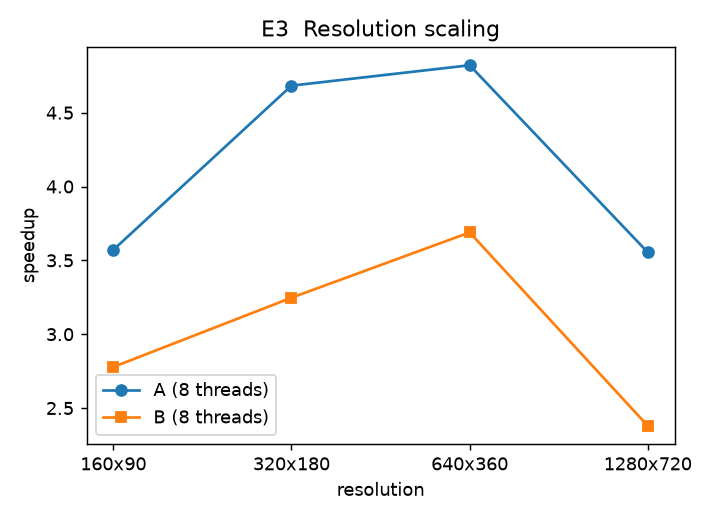 E3  Resolution scaling
speedup
4.5
4.0
3.5
3.0
2.5
A (8 threads)
B (8 threads)
160x90 320x180 640x360 1280x720
resolution